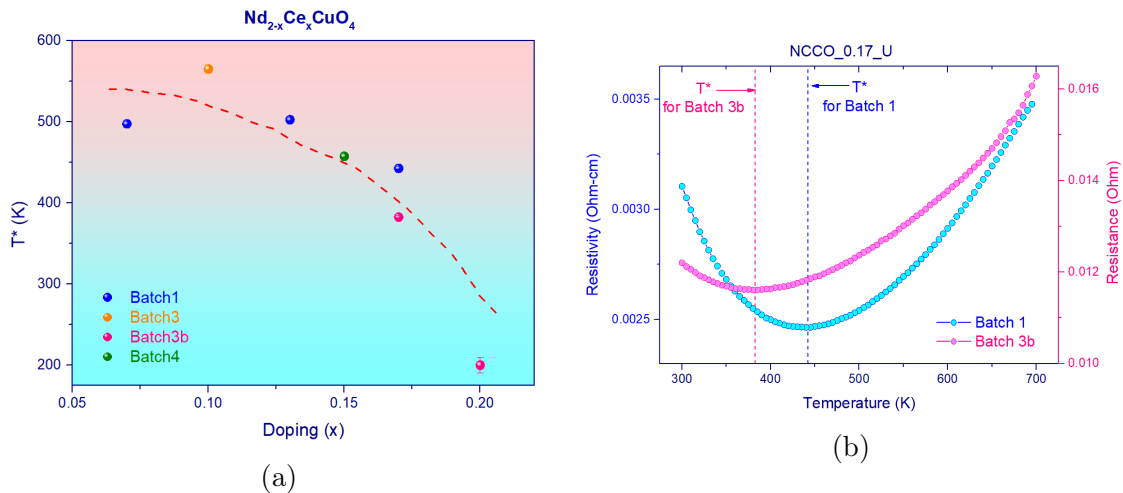 Nd2-xCexCuO4
600
500
400
300
200
T* (K)
0.05 0.10 0.15 0.20
Doping (x)
Batch1
Batch3
Batch3b
Batch4
(a)
NCCO_0.17_U
T*
for Batch 3b
T*
for Batch 1
0.0035
0.0030
0.0025
Resistivity (Ohm-cm)
0.016
0.014
0.012
0.010
Resistance (Ohm)
Batch 1
Batch 3b
300 400 500 600 700
Temperature (K)
(b)